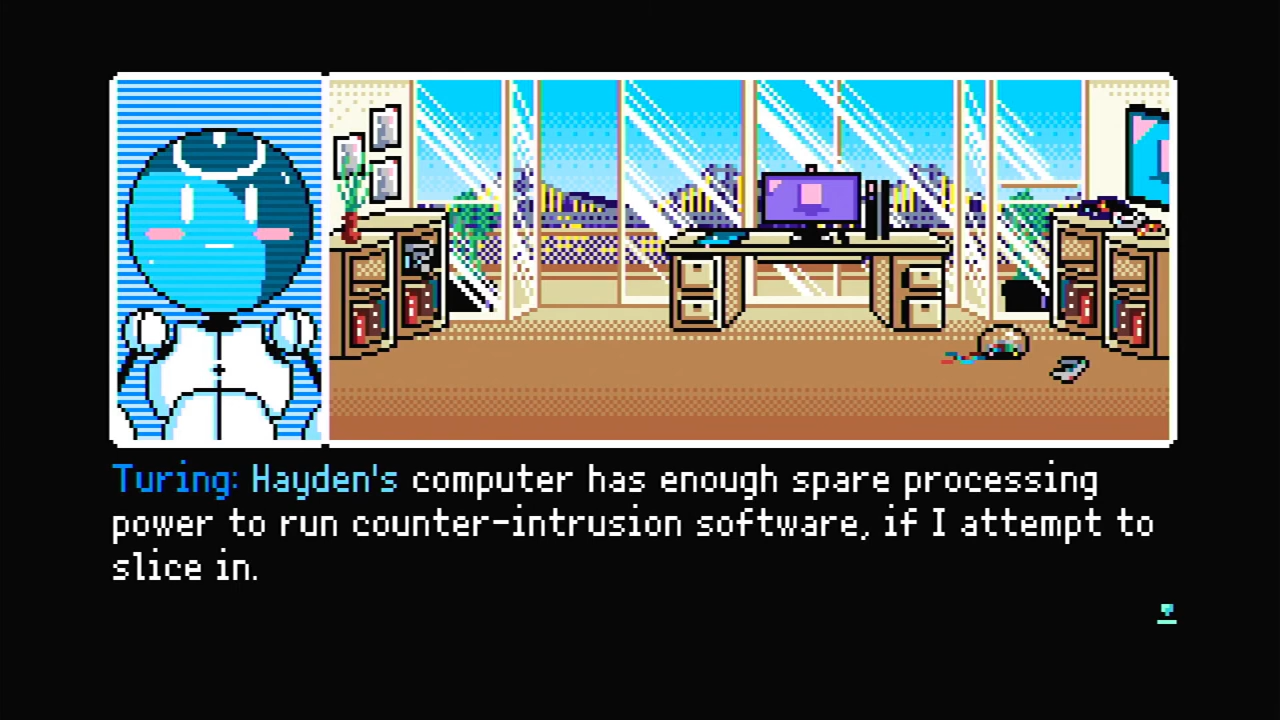 Turing: Hayden's computer has enough spare processing
power to run counter-intrusion software, if I attempt to
slice in.